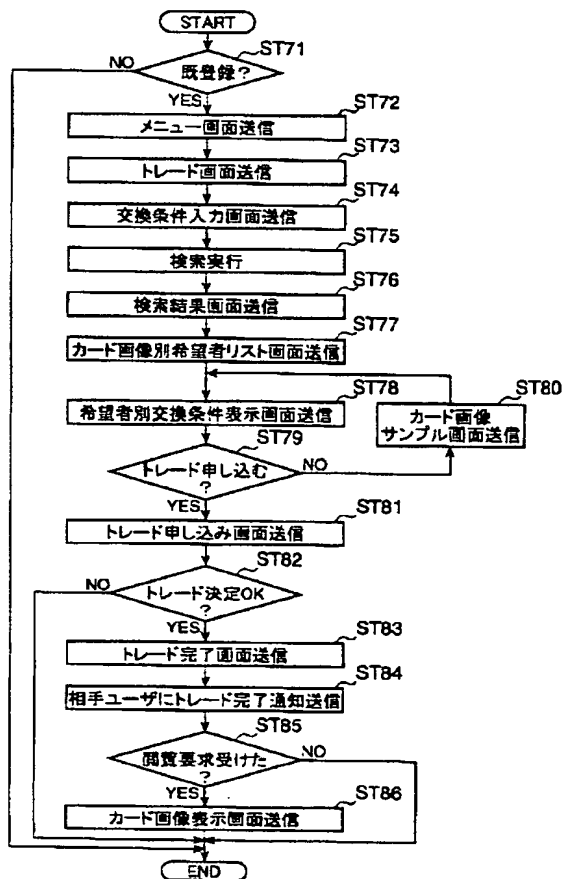 START
ST71
NO
既登録?
YES
ST72
メニュー画面送信
ST73
トレード画面送信
ST74
交換条件入力画面送信
ST75
検索実行
ST76
検索結果画面送信
ST77
カード画像別希望者リスト画面送信
ST78
希望者別交換条件表示画面送信
ST80
カード画像
サンプル画面送信
ST79
トレード申し込む
?
NO
YES
ST81
トレード申し込み画面送信
ST82
NO
トレード決定OK
?
YES
ST83
トレード完了画面送信
ST84
相手ユーザにトレード完了通知送信
ST85
閲覧要求受けた
?
NO
YES
ST86
カード画像表示画面送信
END